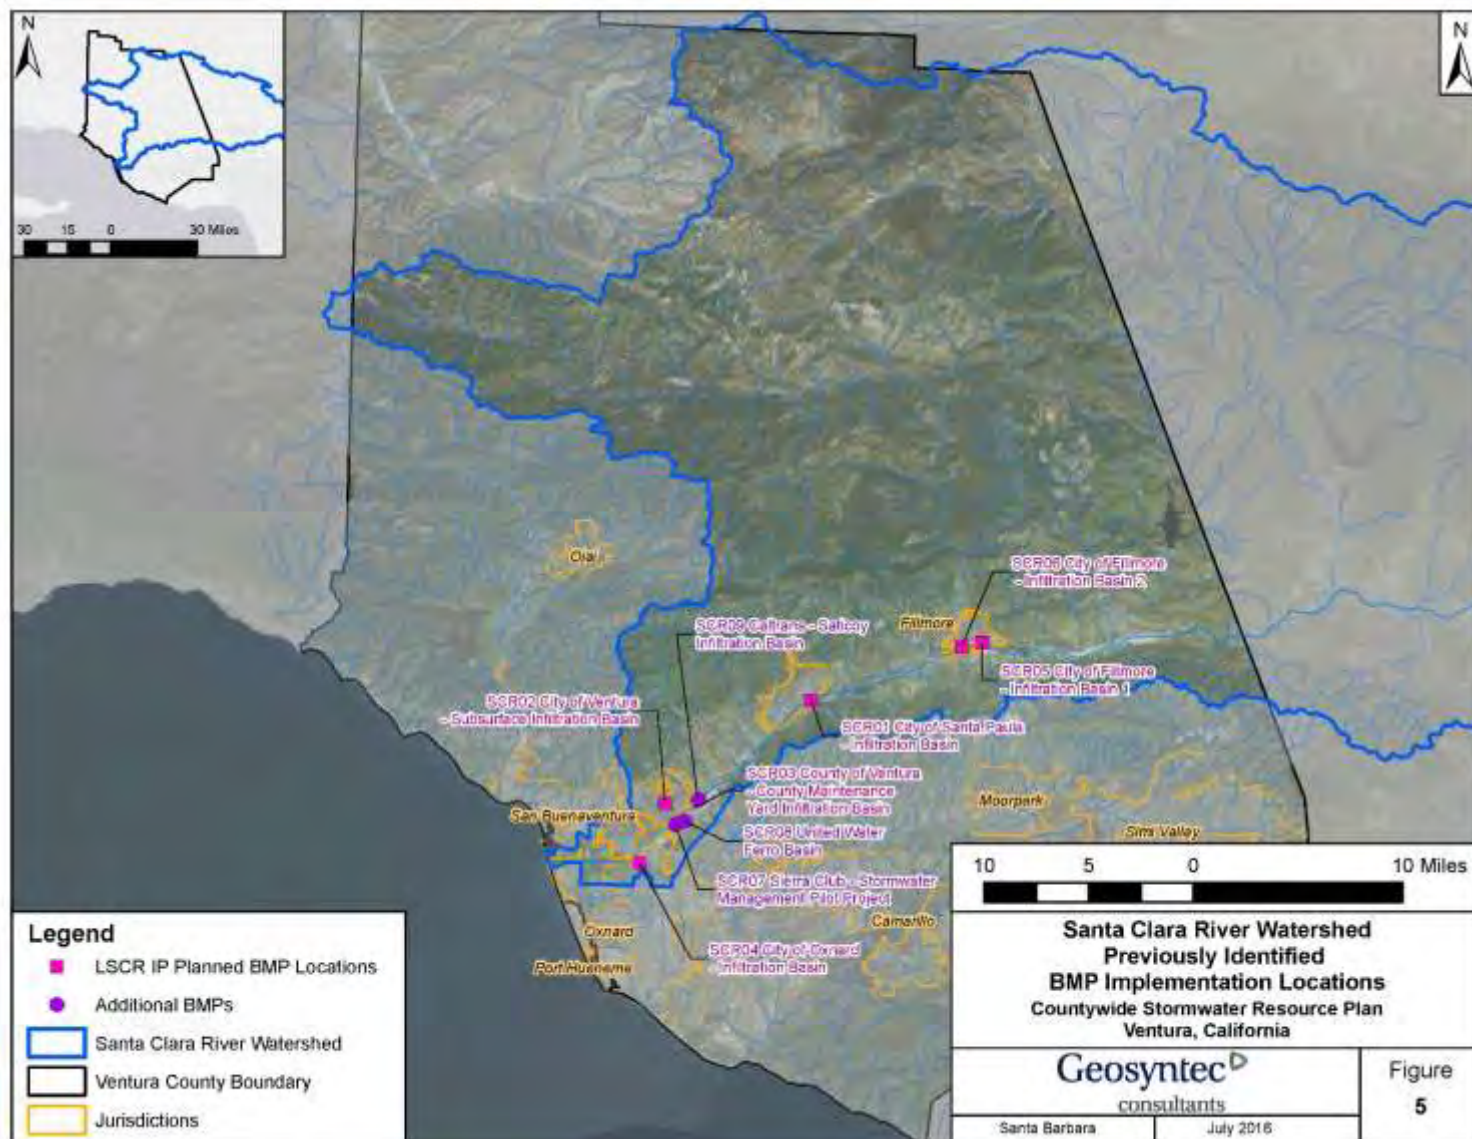 N
30 15 0 30 Miles
N
Ojai
SCR06 City of Fillmore
- Infiltration Basin 2
Fillmore
SCR09 Caltrans - Saticoy
Infiltration Basin
SCR05 City of Fillmore
- Infiltration Basin 1
SCR02 City of Ventura
- Subsurface Infiltration Basin
SCR01 City of Santa Paula
- Infiltration Basin
SCR03 County of Ventura
- County Maintenance
Yard Infiltration Basin
Moorpark
San Buenaventura
Simi Valley
SCR08 United Water
Ferro Basin
SCR07 Sierra Club - Stormwater
Management Pilot Project
Camarillo
Oxnard
SCR04 City of Oxnard
- Infiltration Basin
Port Hueneme
Legend
LSCR IP Planned BMP Locations
Additional BMPs
Santa Clara River Watershed
Ventura County Boundary
Jurisdictions
10 5 0 10 Miles
Santa Clara River Watershed
Previously Identified
BMP Implementation Locations
Countywide Stormwater Resource Plan
Ventura, California
Geosyntec
consultants
Santa Barbara
July 2016
Figure
5